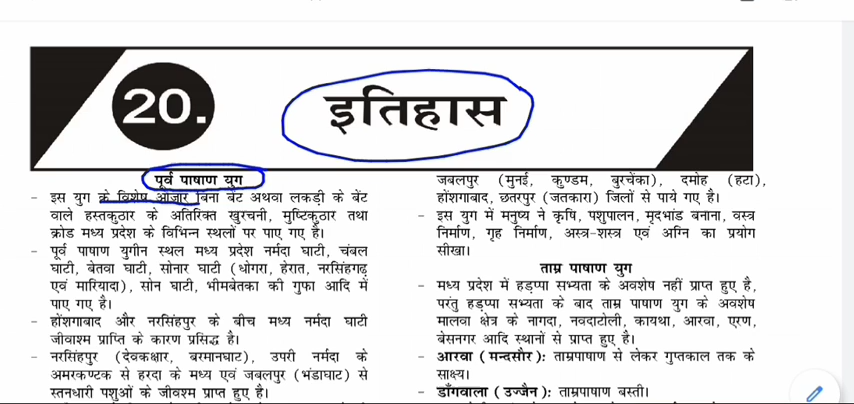 20.
इतिहास
पूर्व पाषाण युग
- इस युग के विशेष औजार बिना बेंट अथवा लकड़ी के बेंट
वाले हस्तकुठार के अतिरिक्त खुरचनी, मुष्टिकुठार तथा
क्रोड मध्य प्रदेश के विभिन्न स्थलों पर पाए गए है।
- पूर्व पाषाण युगीन स्थल मध्य प्रदेश नर्मदा घाटी, चंबल
घाटी, बेतवा घाटी, सोनार घाटी (धोगरा, हेरात, नरसिंहगढ़
एवं मारियादा), सोन घाटी, भीमबेतका की गुफा आदि में
पाए गए है।
- होंशगाबाद और नरसिंहपुर के बीच मध्य नर्मदा घाटी
जीवाश्म प्राप्ति के कारण प्रसिद्ध है।
- नरसिंहपुर (देवकक्षार, बरमानघाट), उपरी नर्मदा के
अमरकण्टक से हरदा के मध्य एवं जबलपुर (भंडाघाट) से
स्तनधारी पशुओं के जीवश्म प्राप्त हुए है।
जबलपुर (मुनई, कुण्डम, बुरचेंका), दमोह (हटा),
होंशगाबाद, छतरपुर (जतकारा) जिलों से पाये गए है।
- इस युग में मनुष्य ने कृषि, पशुपालन, मृदभांड बनाना, वस्त्र
निर्माण, गृह निर्माण, अस्त्र-शस्त्र एवं अग्नि का प्रयोग
सीखा।
ताम्र पाषाण युग
- मध्य प्रदेश में हड़प्पा सभ्यता के अवशेष नहीं प्राप्त हुए है,
परंतु हड़प्पा सभ्यता के बाद ताम्र पाषाण युग के अवशेष
मालवा क्षेत्र के नागदा, नवदाटोली, कायथा, आरवा, एरण,
बेसनगर आदि स्थानों से प्राप्त हुए है।
- आरवा (मन्दसौर): ताम्रपाषाण से लेकर गुप्तकाल तक के
साक्ष्य।
- डाँगवाला (उज्जैन): ताम्रपाषाण बस्ती।